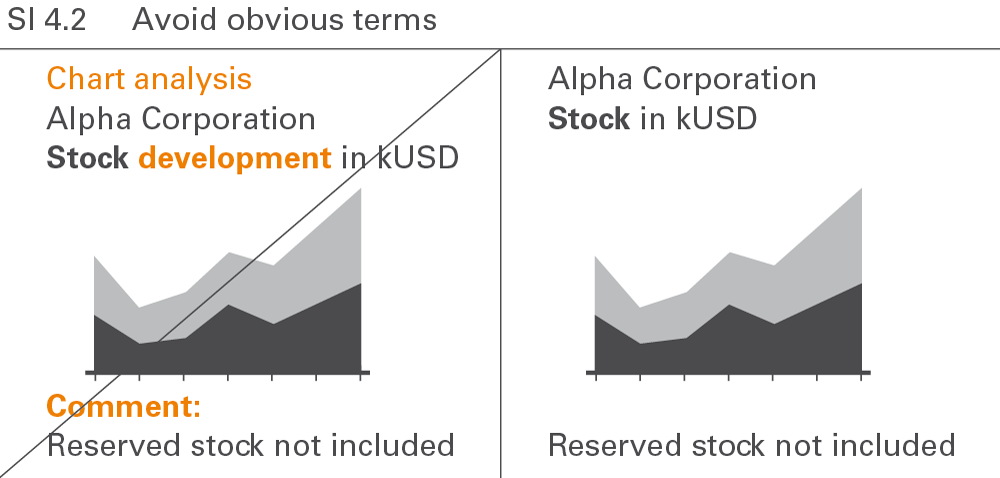 SI 4.2 Avoid obvious terms
Chart analysis
Alpha Corporation
Stock development in kUSD
Comment:
Reserved stock not included
Alpha Corporation
Stock in kUSD
Reserved stock not included